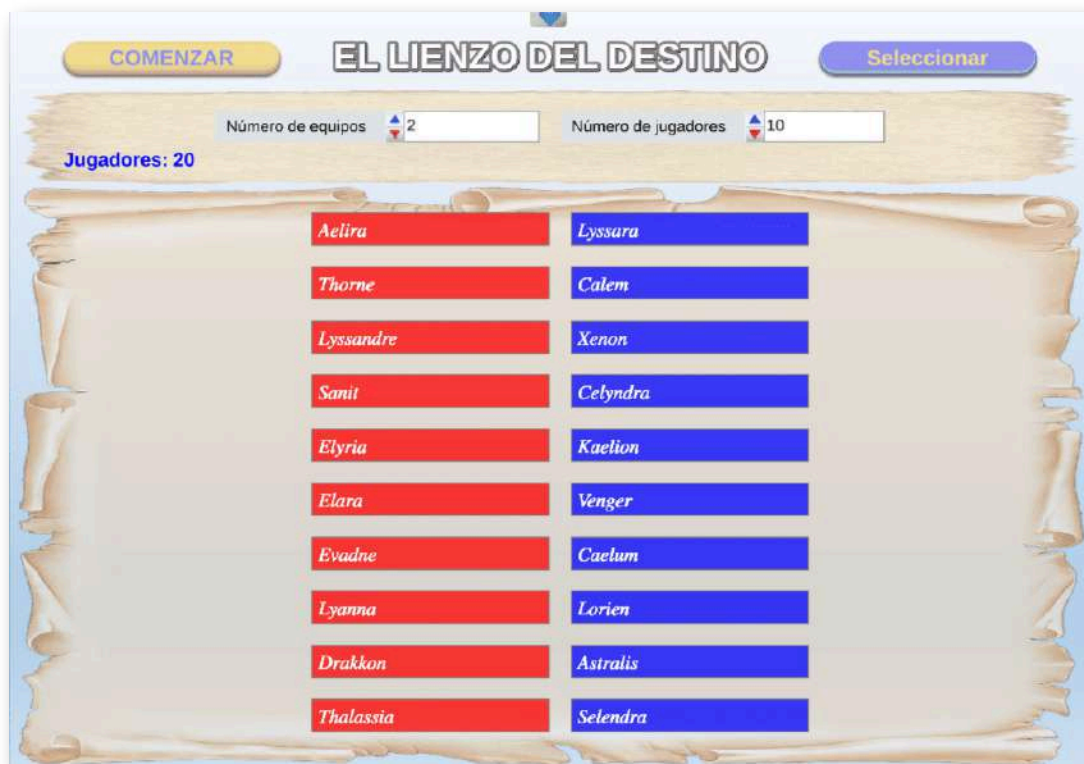 COMENZAR EL LIENZO DEL DESTINO Seleccionar
Número de equipos 2 Número de jugadores 10
Jugadores: 20
Aelira Lyssara
Thorne Calem
Lyssandre Xenon
Sanit Celyndra
Elyria Kaelion
Elara Venger
Evadne Caelum
Lyanna Lorien
Drakkon Astralis
Thalassia Selendra